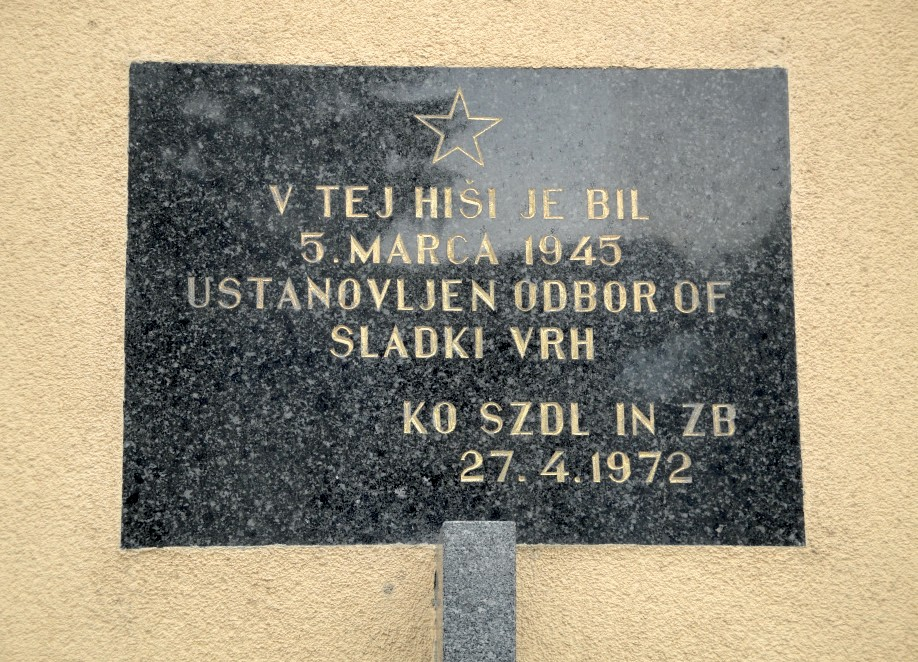 V TEJ HIŠI JE BIL
5. MARCA 1945
USTANOVLJEN ODBOR OF
SLADKI VRH
KO SZDL IN ZB
27. 4. 1972